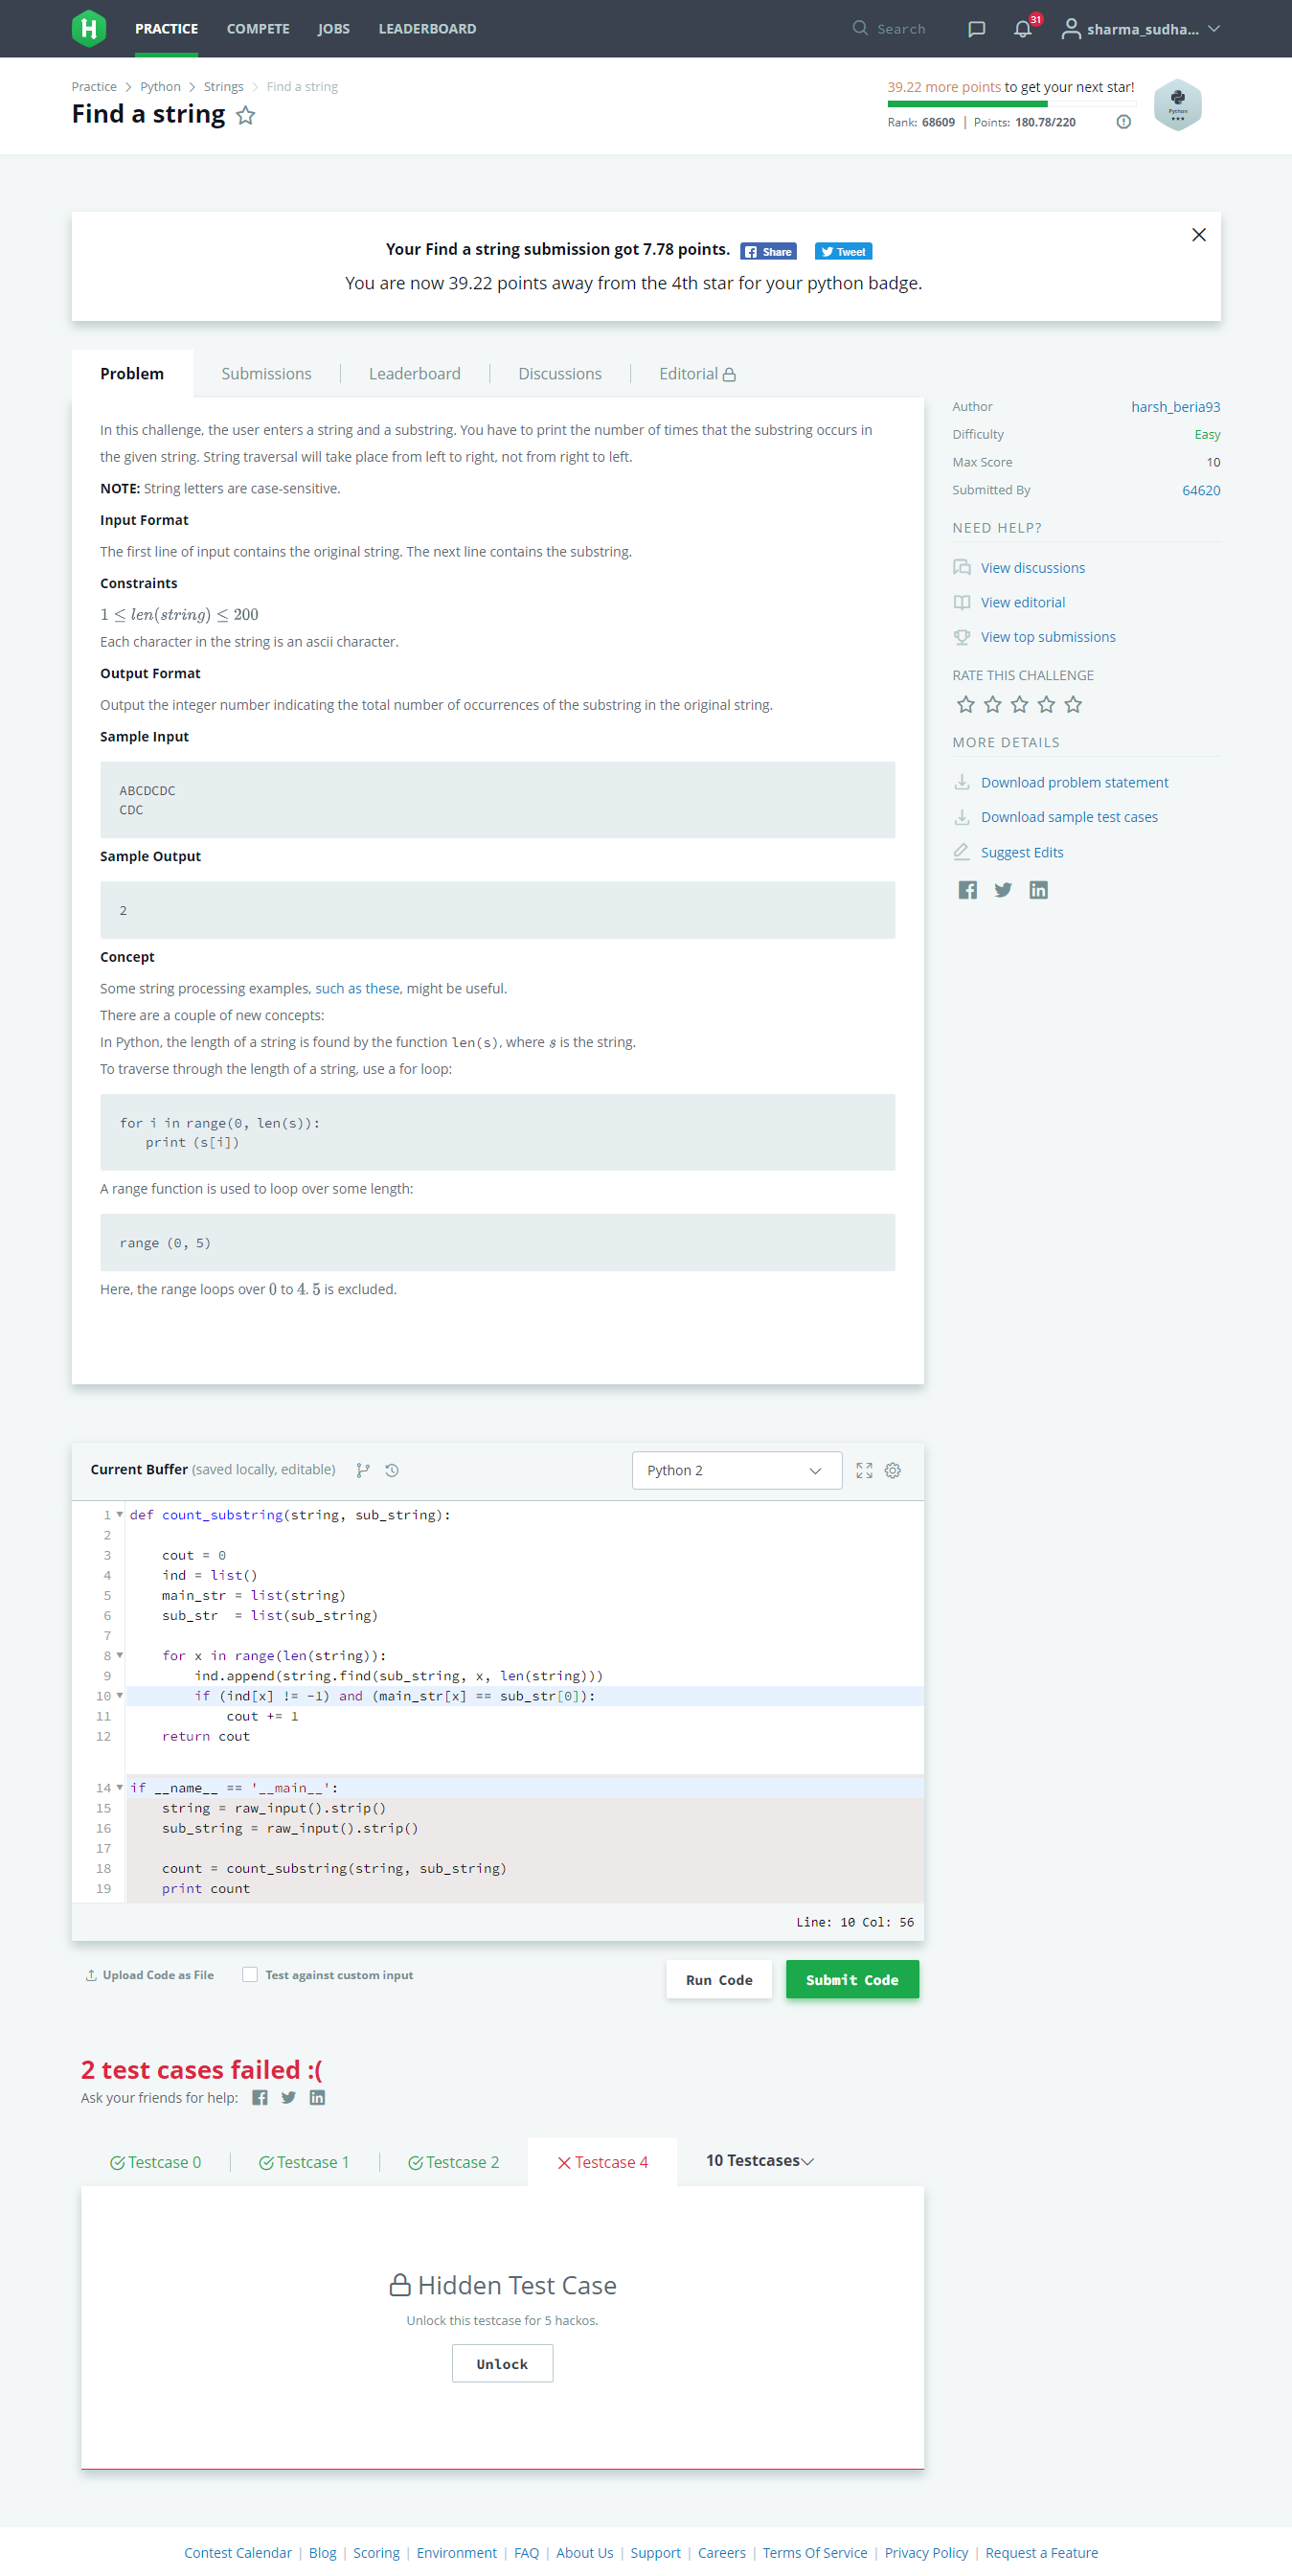 PRACTICE COMPETE JOBS LEADERBOARD Search 31 sharma_sudha...
Practice > Python > Strings > Find a string
Find a string
39.22 more points to get your next star!
Rank: 68609 | Points: 180.78/220
Python
Your Find a string submission got 7.78 points. Share Tweet
You are now 39.22 points away from the 4th star for your python badge.
Problem Submissions Leaderboard Discussions Editorial
In this challenge, the user enters a string and a substring. You have to print the number of times that the substring occurs in
the given string. String traversal will take place from left to right, not from right to left.
NOTE: String letters are case-sensitive.
Input Format
The first line of input contains the original string. The next line contains the substring.
Constraints
1 ≤ len(string) ≤ 200
Each character in the string is an ascii character.
Output Format
Output the integer number indicating the total number of occurrences of the substring in the original string.
Sample Input
ABCDCDC
CDC
Sample Output
2
Concept
Some string processing examples, such as these, might be useful.
There are a couple of new concepts:
In Python, the length of a string is found by the function len(s), where s is the string.
To traverse through the length of a string, use a for loop:
for i in range(0, len(s)):
print (s[i])
A range function is used to loop over some length:
range (0, 5)
Here, the range loops over 0 to 4. 5 is excluded.
Author harsh_beria93
Difficulty Easy
Max Score 10
Submitted By 64620
NEED HELP?
View discussions
View editorial
View top submissions
RATE THIS CHALLENGE
MORE DETAILS
Download problem statement
Download sample test cases
Suggest Edits
Current Buffer (saved locally, editable) Python 2
1 def count_substring(string, sub_string):
2
3 cout = 0
4 ind = list()
5 main_str = list(string)
6 sub_str  = list(sub_string)
7
8 for x in range(len(string)):
9 ind.append(string.find(sub_string, x, len(string)))
10 if (ind[x] != -1) and (main_str[x] == sub_str[0]):
11 cout += 1
12 return cout
14 if __name__ == '__main__':
15 string = raw_input().strip()
16 sub_string = raw_input().strip()
17
18 count = count_substring(string, sub_string)
19 print count
Line: 10 Col: 56
Upload Code as File Test against custom input Run Code Submit Code
2 test cases failed :(
Ask your friends for help:
Testcase 0 Testcase 1 Testcase 2 Testcase 4 10 Testcases
Hidden Test Case
Unlock this testcase for 5 hackos.
Unlock
Contest Calendar | Blog | Scoring | Environment | FAQ | About Us | Support | Careers | Terms Of Service | Privacy Policy | Request a Feature